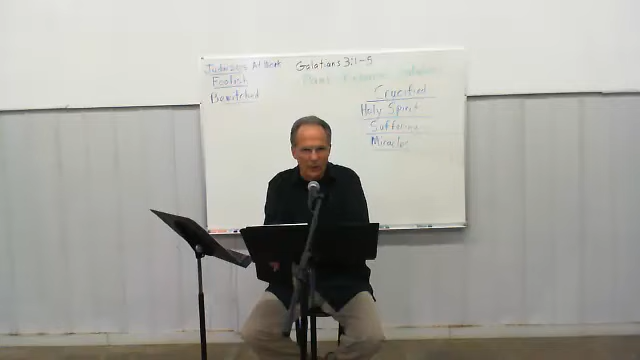 Judaizers At Work
Galatians 3:1-5
Foolish
Bewitched
Crucified
Holy Spirit
Suffering
Miracles